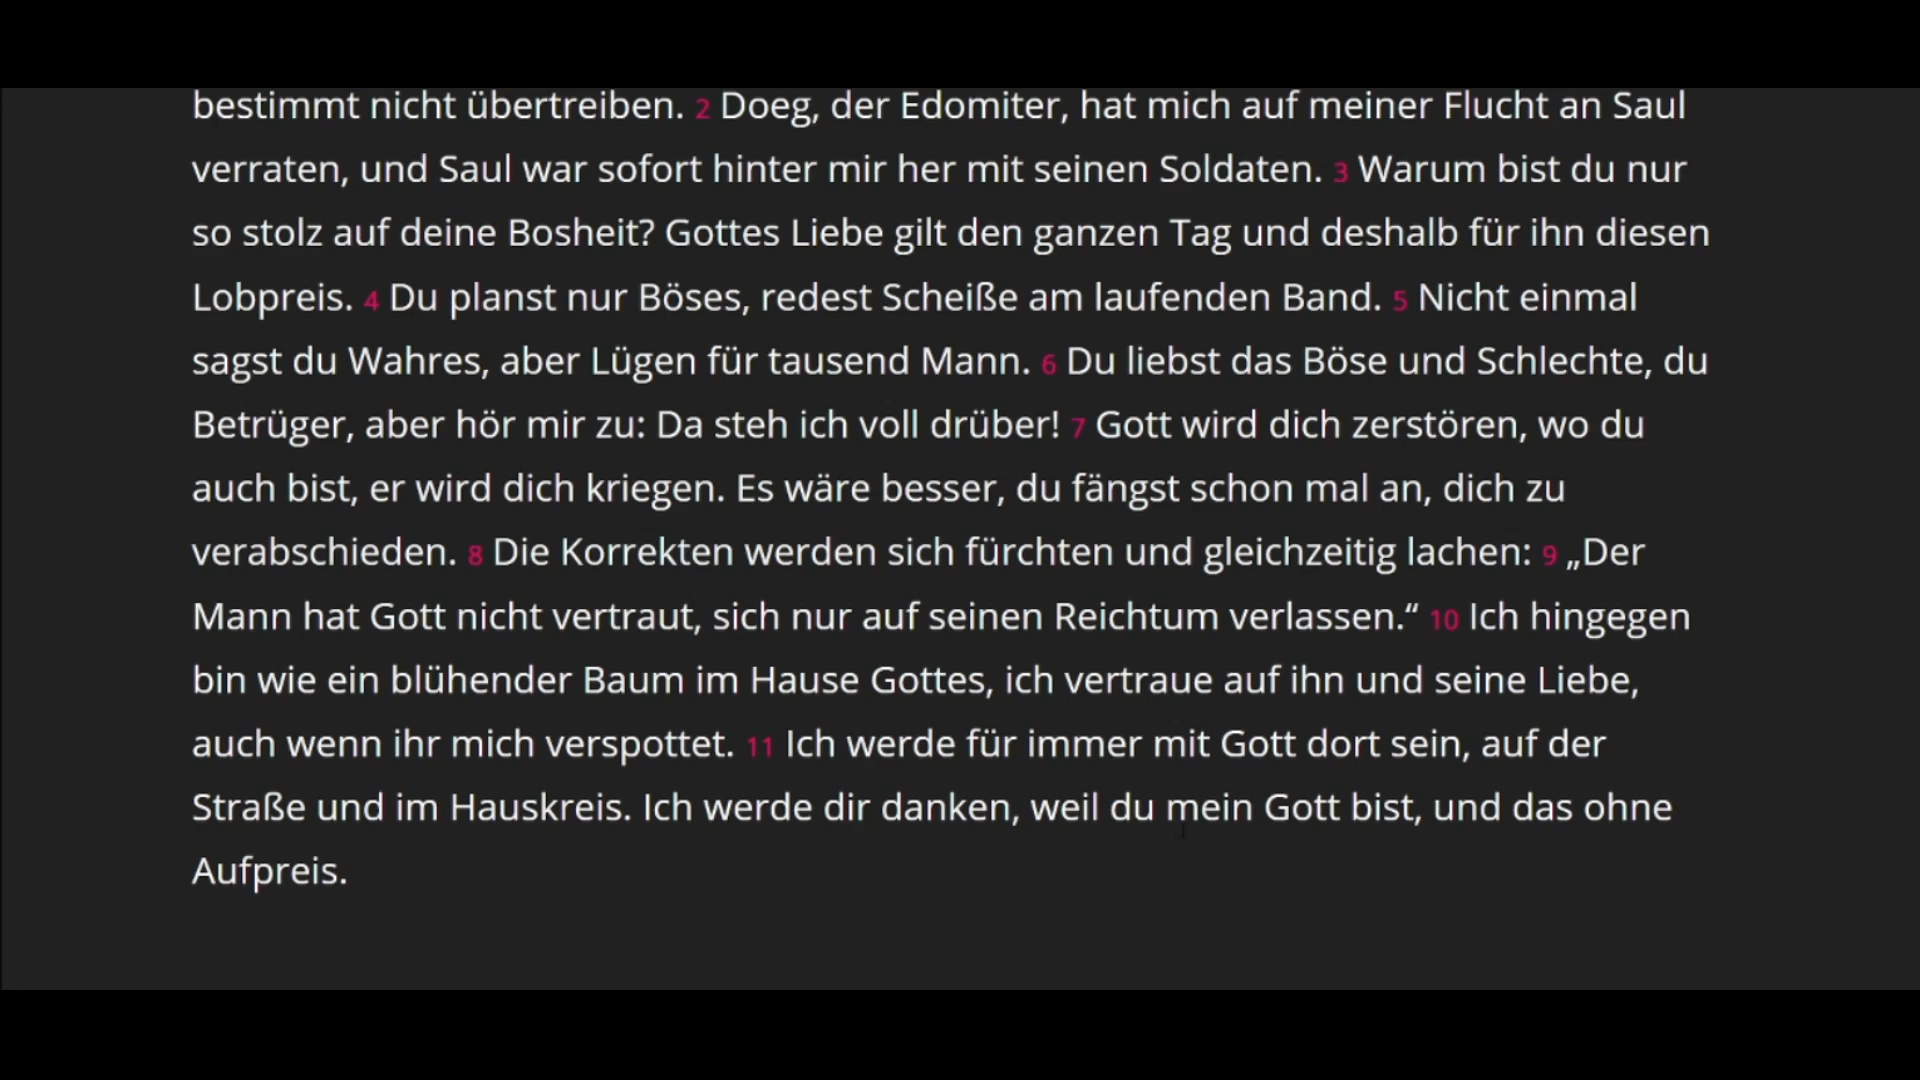 bestimmt nicht übertreiben. 2 Doeg, der Edomiter, hat mich auf meiner Flucht an Saul
verraten, und Saul war sofort hinter mir her mit seinen Soldaten. 3 Warum bist du nur
so stolz auf deine Bosheit? Gottes Liebe gilt den ganzen Tag und deshalb für ihn diesen
Lobpreis. 4 Du planst nur Böses, redest Scheiße am laufenden Band. 5 Nicht einmal
sagst du Wahres, aber Lügen für tausend Mann. 6 Du liebst das Böse und Schlechte, du
Betrüger, aber hör mir zu: Da steh ich voll drüber! 7 Gott wird dich zerstören, wo du
auch bist, er wird dich kriegen. Es wäre besser, du fängst schon mal an, dich zu
verabschieden. 8 Die Korrekten werden sich fürchten und gleichzeitig lachen: 9 „Der
Mann hat Gott nicht vertraut, sich nur auf seinen Reichtum verlassen.“ 10 Ich hingegen
bin wie ein blühender Baum im Hause Gottes, ich vertraue auf ihn und seine Liebe,
auch wenn ihr mich verspottet. 11 Ich werde für immer mit Gott dort sein, auf der
Straße und im Hauskreis. Ich werde dir danken, weil du mein Gott bist, und das ohne
Aufpreis.